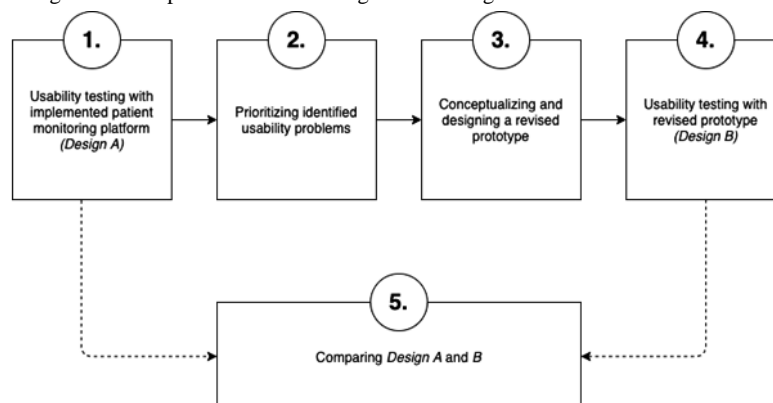 1.
Usability testing with
implemented patient
monitoring platform
(Design A)
2.
Prioritizing identified
usability problems
3.
Conceptualizing and
designing a revised
prototype
4.
Usability testing with
revised prototype
(Design B)
5.
Comparing Design A and B